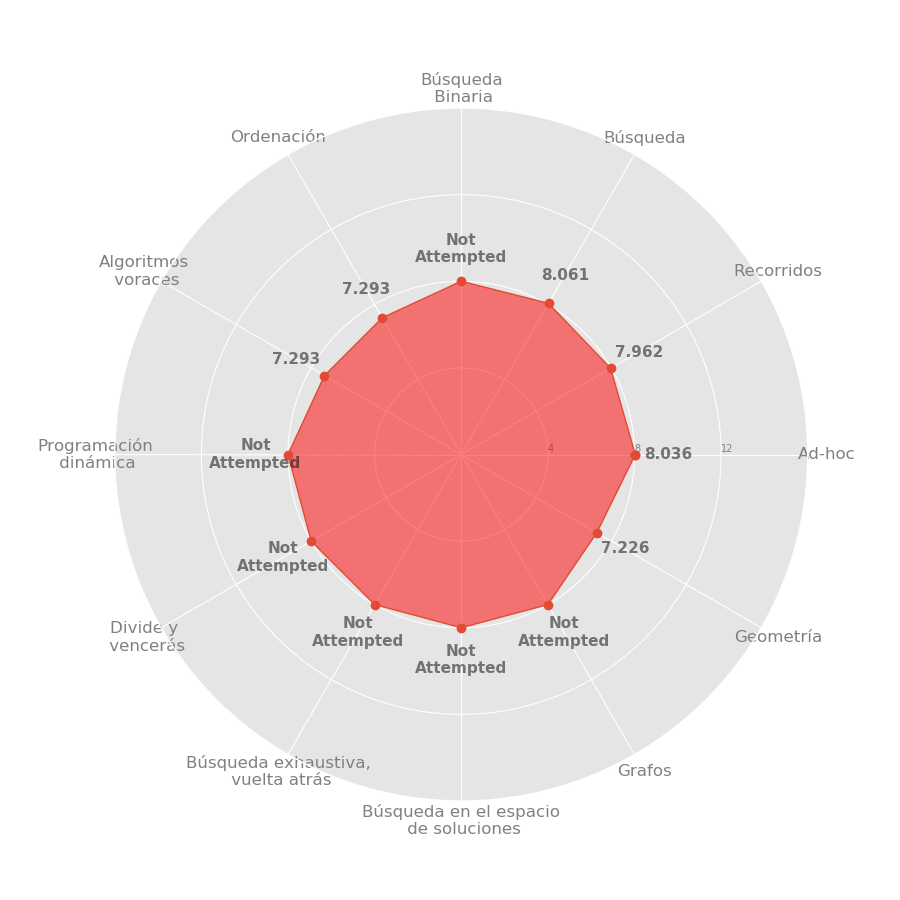 Búsqueda
Binaria
Ordenación
Búsqueda
Not
Attempted
Algoritmos
voraces
7.293
8.061
Recorridos
7.293
7.962
Programación
dinámica
Not
Attempted
4
8
12
8.036
Ad-hoc
Not
Attempted
7.226
Divide y
vencerás
Not
Attempted
Not
Attempted
Not
Attempted
Geometría
Búsqueda exhaustiva,
vuelta atrás
Grafos
Búsqueda en el espacio
de soluciones